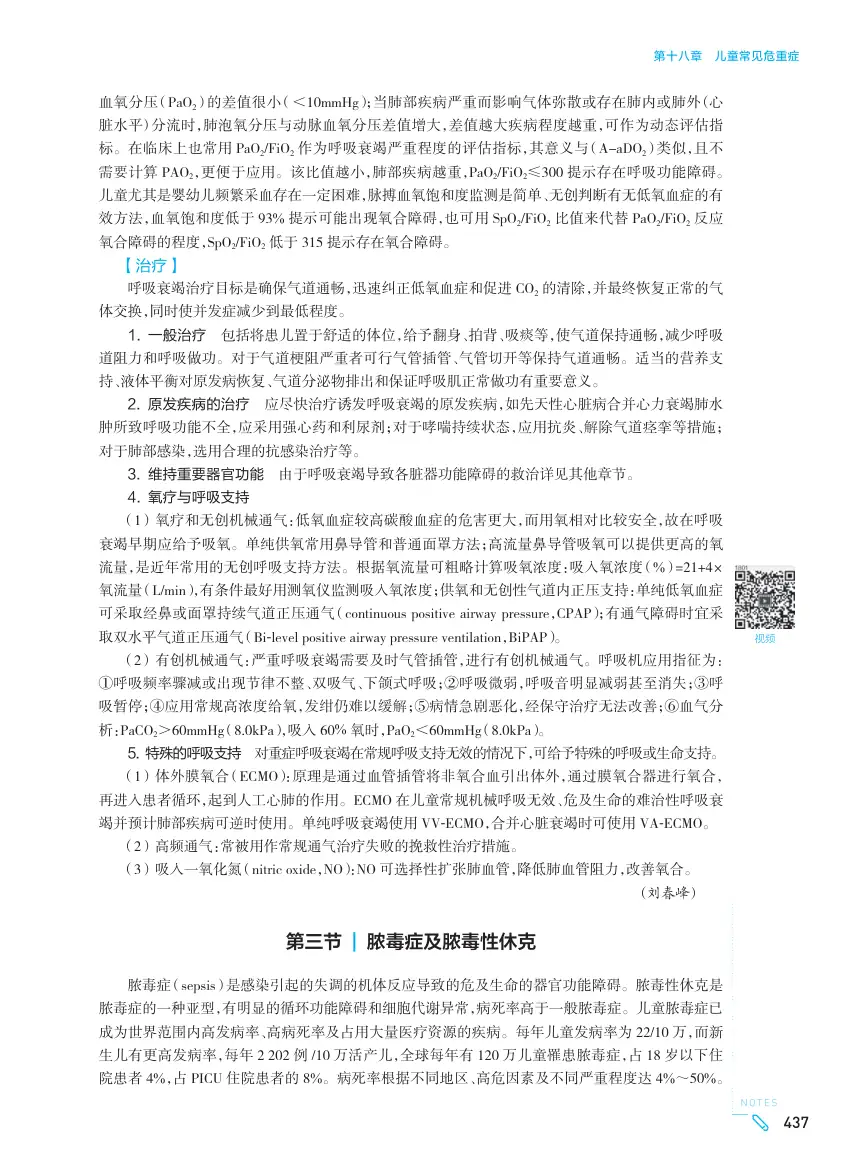 第十八章 儿童常见危重症
血氧分压(PaO₂)的差值很小(＜10mmHg);当肺部疾病严重而影响气体弥散或存在肺内或肺外(心
脏水平)分流时,肺泡氧分压与动脉血氧分压差值增大,差值越大疾病程度越重,可作为动态评估指
标。在临床上也常用 PaO₂/FiO₂ 作为呼吸衰竭严重程度的评估指标,其意义与(A-aDO₂)类似,且不
需要计算 PAO₂,更便于应用。该比值越小,肺部疾病越重,PaO₂/FiO₂≤300 提示存在呼吸功能障碍。
儿童尤其是婴幼儿频繁采血存在一定困难,脉搏血氧饱和度监测是简单、无创判断有无低氧血症的有
效方法,血氧饱和度低于 93% 提示可能出现氧合障碍,也可用 SpO₂/FiO₂ 比值来代替 PaO₂/FiO₂ 反应
氧合障碍的程度,SpO₂/FiO₂ 低于 315 提示存在氧合障碍。
【治疗】
呼吸衰竭治疗目标是确保气道通畅,迅速纠正低氧血症和促进 CO₂ 的清除,并最终恢复正常的气
体交换,同时使并发症减少到最低程度。
1. 一般治疗 包括将患儿置于舒适的体位,给予翻身、拍背、吸痰等,使气道保持通畅,减少呼吸
道阻力和呼吸做功。对于气道梗阻严重者可行气管插管、气管切开等保持气道通畅。适当的营养支
持、液体平衡对原发病恢复、气道分泌物排出和保证呼吸肌正常做功有重要意义。
2. 原发疾病的治疗 应尽快治疗诱发呼吸衰竭的原发疾病,如先天性心脏病合并心力衰竭肺水
肿所致呼吸功能不全,应采用强心药和利尿剂;对于哮喘持续状态,应用抗炎、解除气道痉挛等措施;
对于肺部感染,选用合理的抗感染治疗等。
3. 维持重要器官功能 由于呼吸衰竭导致各脏器功能障碍的救治详见其他章节。
4. 氧疗与呼吸支持
(1)氧疗和无创机械通气:低氧血症较高碳酸血症的危害更大,而用氧相对比较安全,故在呼吸
衰竭早期应给予吸氧。单纯供氧常用鼻导管和普通面罩方法;高流量鼻导管吸氧可以提供更高的氧
流量,是近年常用的无创呼吸支持方法。根据氧流量可粗略计算吸氧浓度:吸入氧浓度(%)=21+4×
氧流量(L/min),有条件最好用测氧仪监测吸入氧浓度;供氧和无创性气道内正压支持:单纯低氧血症
可采取经鼻或面罩持续气道正压通气(continuous positive airway pressure,CPAP);有通气障碍时宜采
取双水平气道正压通气(Bi-level positive airway pressure ventilation,BiPAP)。
1801
视频
(2)有创机械通气:严重呼吸衰竭需要及时气管插管,进行有创机械通气。呼吸机应用指征为:
①呼吸频率骤减或出现节律不整、双吸气、下颌式呼吸;②呼吸微弱,呼吸音明显减弱甚至消失;③呼
吸暂停;④应用常规高浓度给氧,发绀仍难以缓解;⑤病情急剧恶化,经保守治疗无法改善;⑥血气分
析:PaCO₂＞60mmHg(8.0kPa),吸入 60% 氧时,PaO₂＜60mmHg(8.0kPa)。
5. 特殊的呼吸支持 对重症呼吸衰竭在常规呼吸支持无效的情况下,可给予特殊的呼吸或生命支持。
(1)体外膜氧合(ECMO):原理是通过血管插管将非氧合血引出体外,通过膜氧合器进行氧合,
再进入患者循环,起到人工心肺的作用。ECMO 在儿童常规机械呼吸无效、危及生命的难治性呼吸衰
竭并预计肺部疾病可逆时使用。单纯呼吸衰竭使用 VV-ECMO,合并心脏衰竭时可使用 VA-ECMO。
(2)高频通气:常被用作常规通气治疗失败的挽救性治疗措施。
(3)吸入一氧化氮(nitric oxide,NO):NO 可选择性扩张肺血管,降低肺血管阻力,改善氧合。
(刘春峰)
第三节 | 脓毒症及脓毒性休克
脓毒症(sepsis)是感染引起的失调的机体反应导致的危及生命的器官功能障碍。脓毒性休克是
脓毒症的一种亚型,有明显的循环功能障碍和细胞代谢异常,病死率高于一般脓毒症。儿童脓毒症已
成为世界范围内高发病率、高病死率及占用大量医疗资源的疾病。每年儿童发病率为 22/10 万,而新
生儿有更高发病率,每年 2 202 例 /10 万活产儿,全球每年有 120 万儿童罹患脓毒症,占 18 岁以下住
院患者 4%,占 PICU 住院患者的 8%。病死率根据不同地区、高危因素及不同严重程度达 4%～50%。
NOTES
437